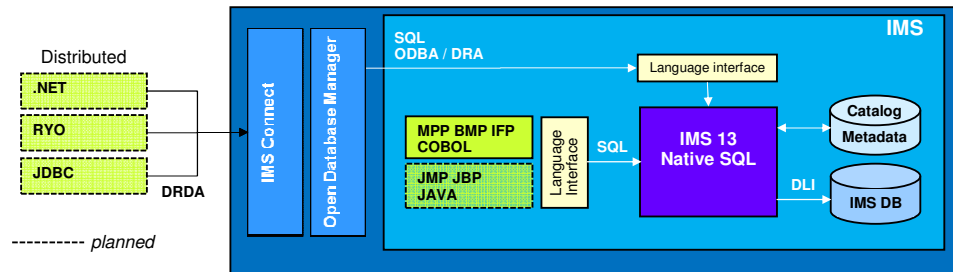 Distributed
.NET
RYO
JDBC
DRDA
planned
IMS Connect
Open Database Manager
IMS
SQL
ODBA / DRA
Language interface
MPP BMP IFP
COBOL
JMP JBP
JAVA
Language
Interface
SQL
IMS 13
Native SQL
DLI
Catalog
Metadata
IMS DB